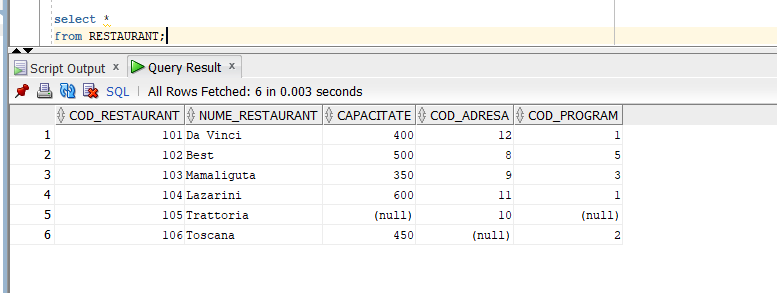 select *
from RESTAURANT;
Script Output x Query Result x
SQL | All Rows Fetched: 6 in 0.003 seconds
COD_RESTAURANT NUME_RESTAURANT CAPACITATE COD_ADRESA COD_PROGRAM
1 101 Da Vinci 400 12 1
2 102 Best 500 8 5
3 103 Mamaliguta 350 9 3
4 104 Lazarini 600 11 1
5 105 Trattoria (null) 10 (null)
6 106 Toscana 450 (null) 2